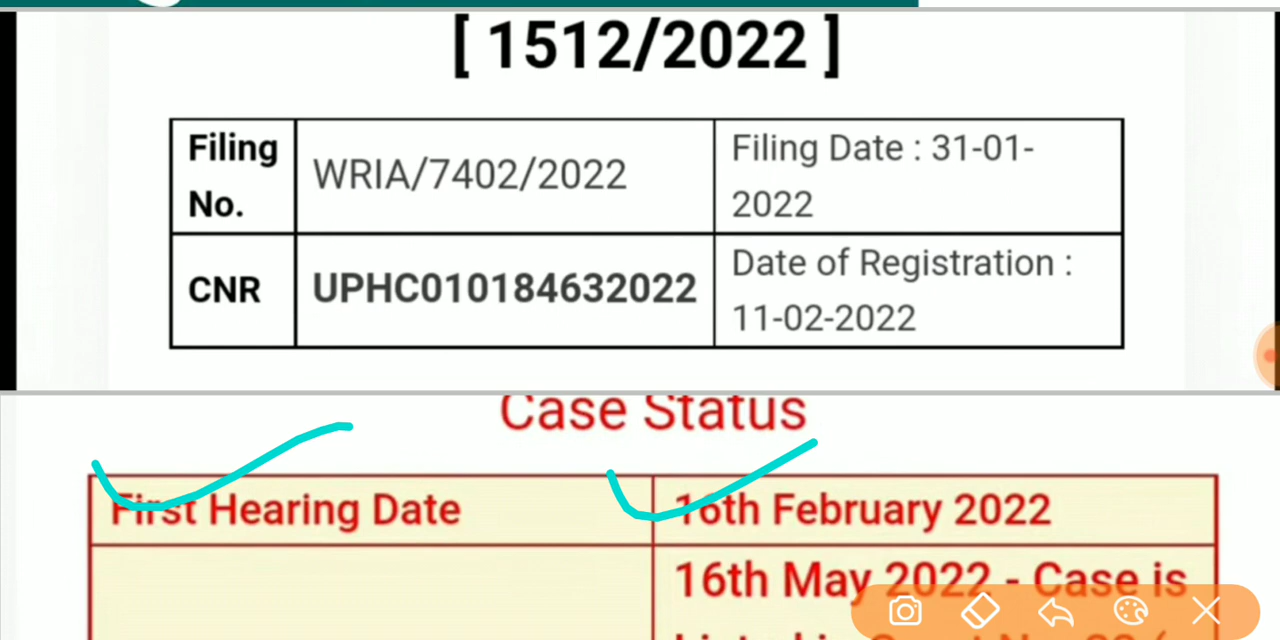 [ 1512/2022 ]
Filing No.
WRIA/7402/2022
Filing Date : 31-01-
2022
CNR
UPHC010184632022
Date of Registration :
11-02-2022
Case Status
First Hearing Date
16th February 2022
16th May 2022 - Case is